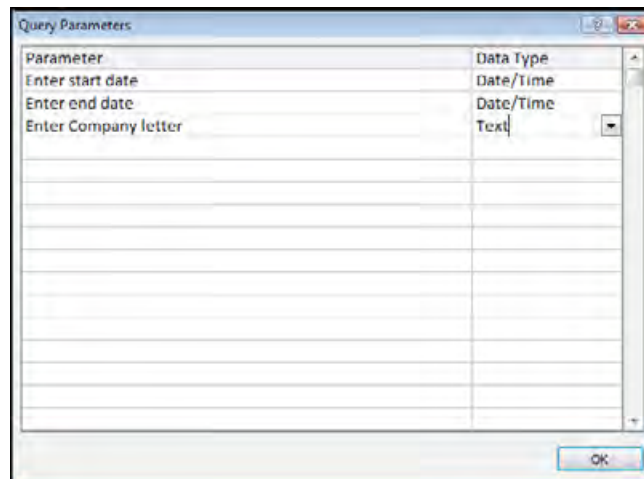 Query Parameters
Parameter Data Type
Enter start date Date/Time
Enter end date Date/Time
Enter Company letter Text
OK